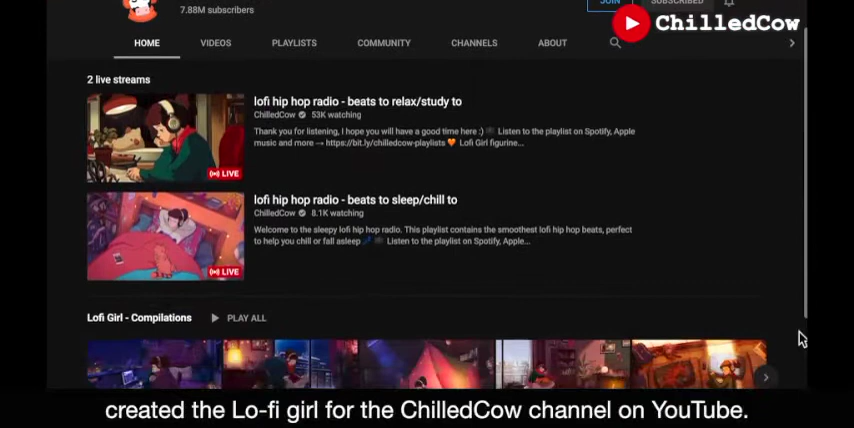 7.88M subscribers
JOIN
SUBSCRIBED
ChilledCow
HOME VIDEOS PLAYLISTS COMMUNITY CHANNELS ABOUT
2 live streams
lofi hip hop radio - beats to relax/study to
ChilledCow 53K watching
Thank you for listening, I hope you will have a good time here :) Listen to the playlist on Spotify, Apple
music and more → https://bit.ly/chilledcow-playlists 🧡 Lofi Girl figurine...
LIVE
lofi hip hop radio - beats to sleep/chill to
ChilledCow 8.1K watching
Welcome to the sleepy lofi hip hop radio. This playlist contains the smoothest lofi hip hop beats, perfect
to help you chill or fall asleep 💤 Listen to the playlist on Spotify, Apple...
LIVE
Lofi Girl - Compilations PLAY ALL
created the Lo-fi girl for the ChilledCow channel on YouTube.